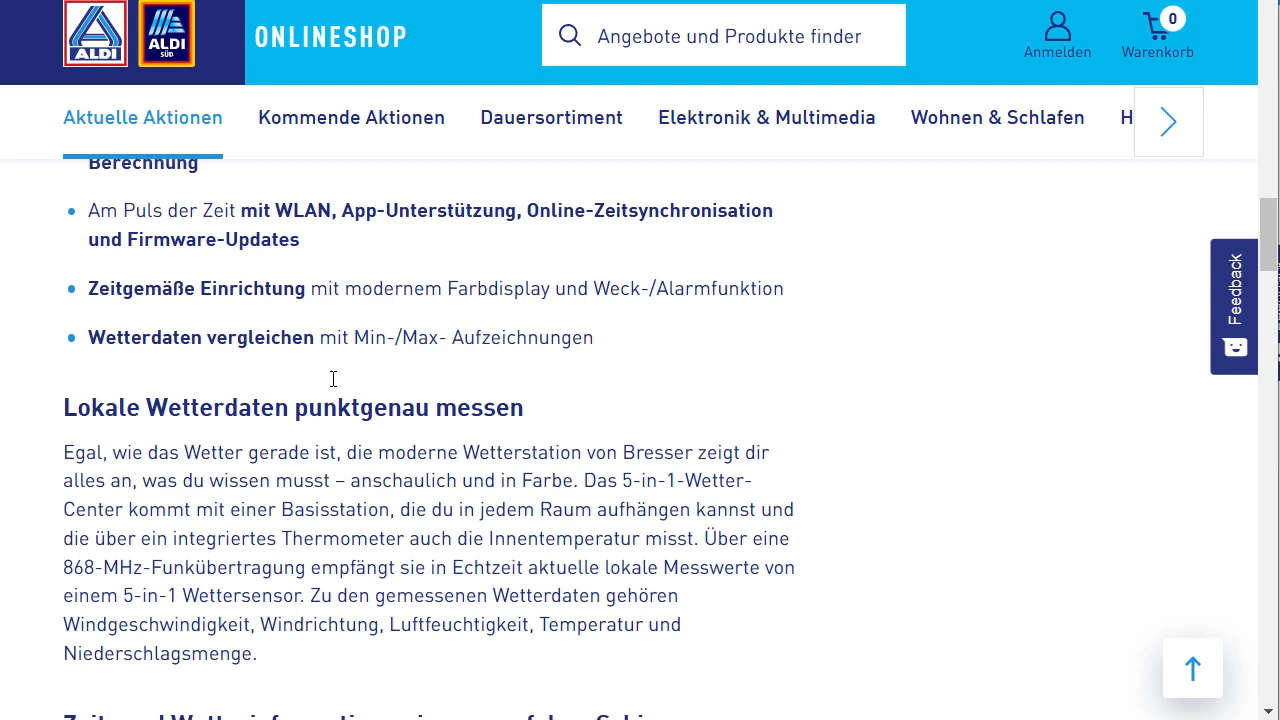 ALDI
ALDI
SÜD
ONLINESHOP
Angebote und Produkte finder
Anmelden
0
Warenkorb
Aktuelle Aktionen
Kommende Aktionen
Dauersortiment
Elektronik & Multimedia
Wohnen & Schlafen
H
Berechnung
Am Puls der Zeit mit WLAN, App-Unterstützung, Online-Zeitsynchronisation
und Firmware-Updates
Zeitgemäße Einrichtung mit modernem Farbdisplay und Weck-/Alarmfunktion
Wetterdaten vergleichen mit Min-/Max- Aufzeichnungen
Feedback
Lokale Wetterdaten punktgenau messen
Egal, wie das Wetter gerade ist, die moderne Wetterstation von Bresser zeigt dir
alles an, was du wissen musst – anschaulich und in Farbe. Das 5-in-1-Wetter-
Center kommt mit einer Basisstation, die du in jedem Raum aufhängen kannst und
die über ein integriertes Thermometer auch die Innentemperatur misst. Über eine
868-MHz-Funkübertragung empfängt sie in Echtzeit aktuelle lokale Messwerte von
einem 5-in-1 Wettersensor. Zu den gemessenen Wetterdaten gehören
Windgeschwindigkeit, Windrichtung, Luftfeuchtigkeit, Temperatur und
Niederschlagsmenge.